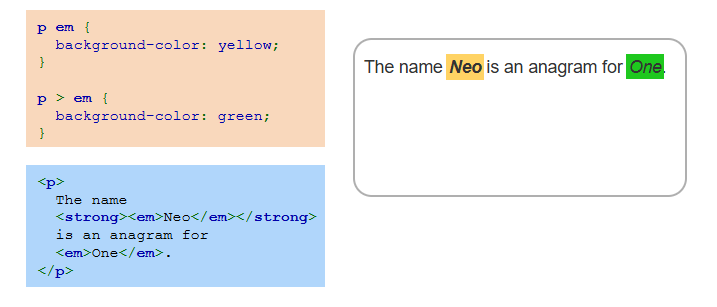 p em {
  background-color: yellow;
}

p > em {
  background-color: green;
}

<p>
  The name
  <strong><em>Neo</em></strong>
  is an anagram for
  <em>One</em>.
</p>

The name Neo is an anagram for One.